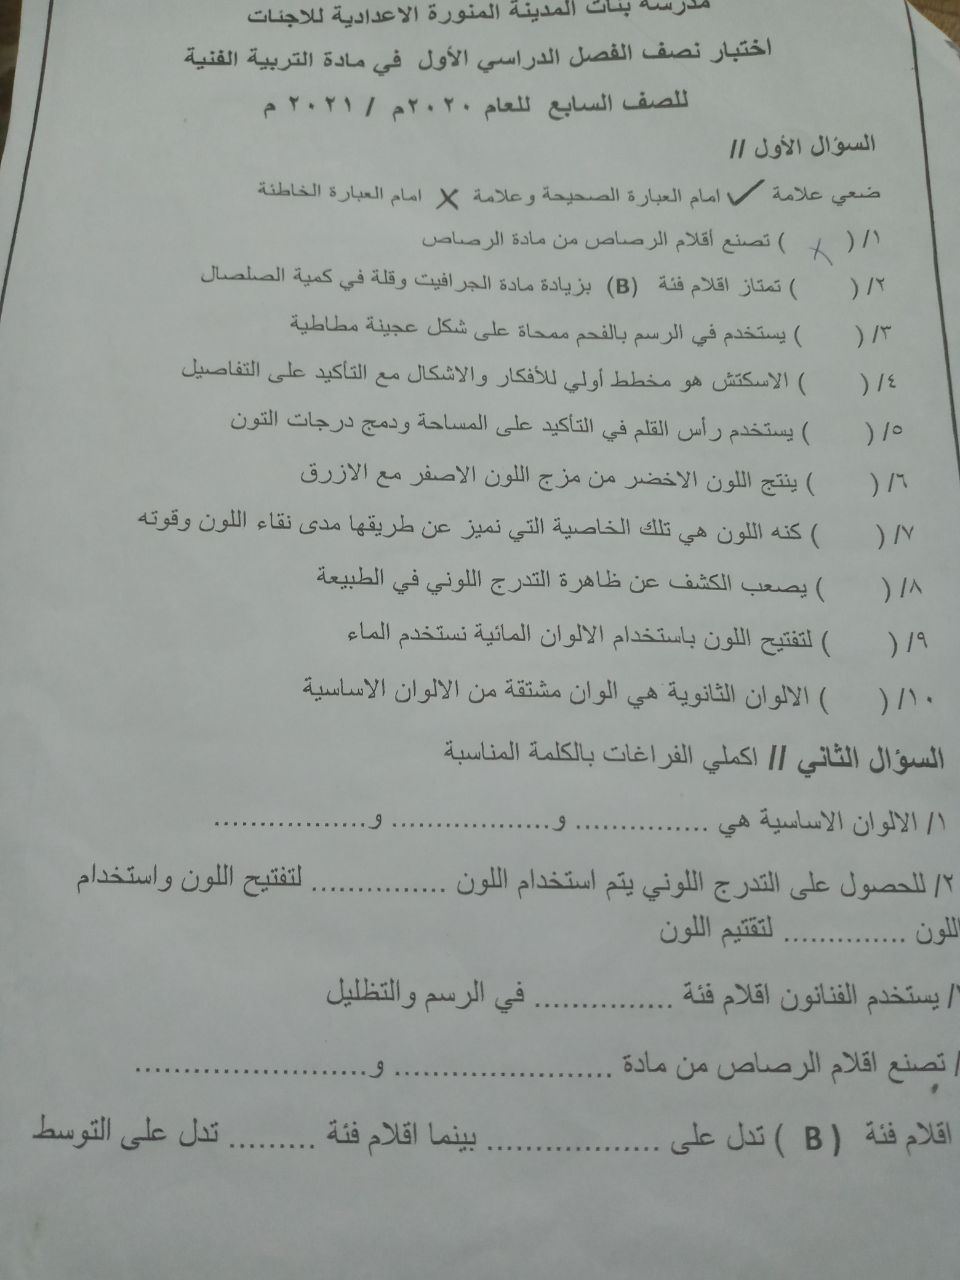 مدرسة بنات المدينة المنورة الاعدادية للاجئات
اختبار نصف الفصل الدراسي الأول في مادة التربية الفنية
للصف السابع للعام ٢٠٢٠م / ٢٠٢١ م
السؤال الأول //
ضعي علامة ✓ امام العبارة الصحيحة وعلامة ✗ امام العبارة الخاطئة
١/ ( ✗ ) تصنع أقلام الرصاص من مادة الرصاص
٢/ ( ) تمتاز اقلام فئة (B) بزيادة مادة الجرافيت وقلة في كمية الصلصال
٣/ ( ) يستخدم في الرسم بالفحم ممحاة على شكل عجينة مطاطية
٤/ ( ) الاسكتش هو مخطط أولي للأفكار والاشكال مع التأكيد على التفاصيل
٥/ ( ) يستخدم رأس القلم في التأكيد على المساحة ودمج درجات التون
٦/ ( ) ينتج اللون الاخضر من مزج اللون الاصفر مع الازرق
٧/ ( ) كنه اللون هي تلك الخاصية التي نميز عن طريقها مدى نقاء اللون وقوته
٨/ ( ) يصعب الكشف عن ظاهرة التدرج اللوني في الطبيعة
٩/ ( ) لتفتيح اللون باستخدام الالوان المائية نستخدم الماء
١٠/ ( ) الالوان الثانوية هي الوان مشتقة من الالوان الاساسية
السؤال الثاني // اكملي الفراغات بالكلمة المناسبة
١/ الالوان الاساسية هي ............... و.................. و.................
٢/ للحصول على التدرج اللوني يتم استخدام اللون ............... لتفتيح اللون واستخدام
اللون .............. لتقتيم اللون
/ يستخدم الفنانون اقلام فئة ............... في الرسم والتظليل
/ تصنع اقلام الرصاص من مادة ........................ و..........................
اقلام فئة ( B ) تدل على ................... بينما اقلام فئة ......... تدل على التوسط